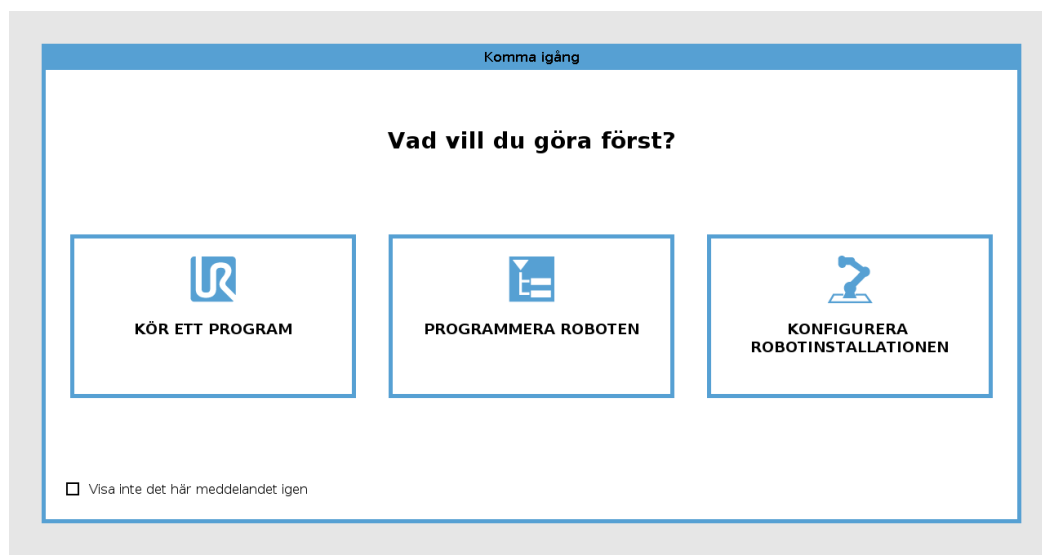 Komma igång
Vad vill du göra först?
KÖR ETT PROGRAM
PROGRAMMERA ROBOTEN
KONFIGURERA
ROBOTINSTALLATIONEN
Visa inte det här meddelandet igen